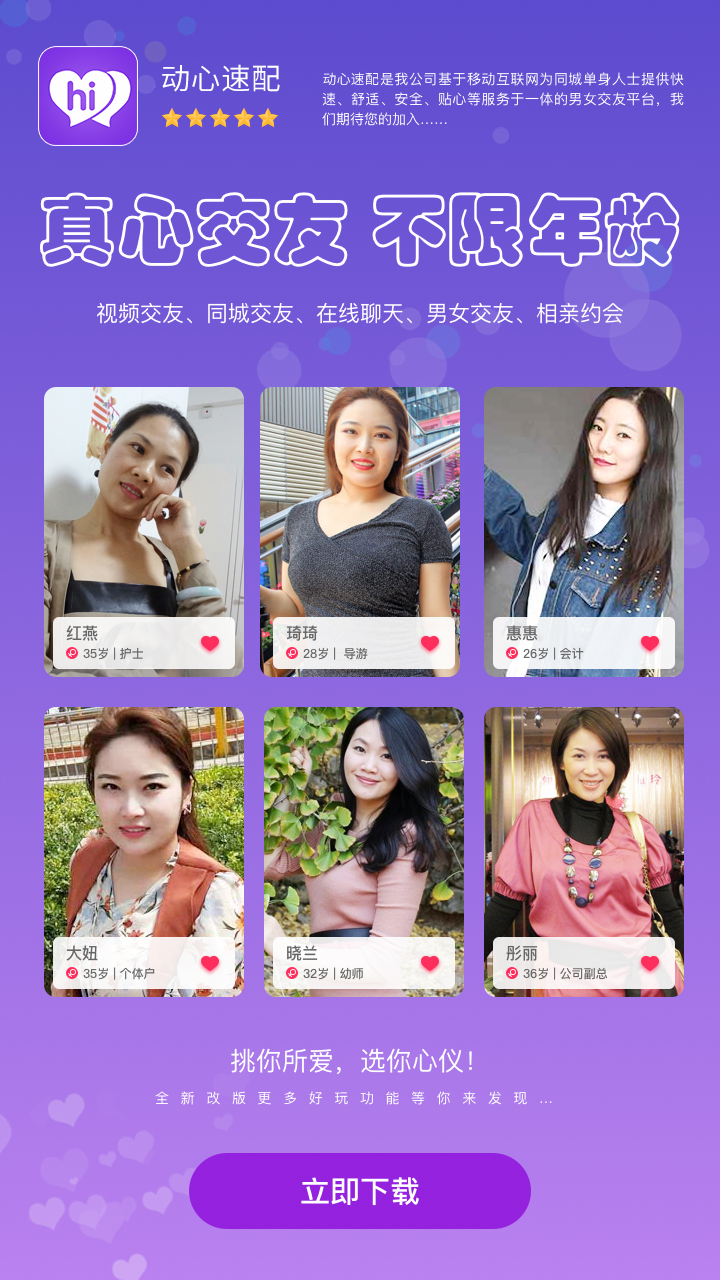 hi
动心速配
动心速配是我公司基于移动互联网为同城单身人士提供快
速、舒适、安全、贴心等服务于一体的男女交友平台，我
们期待您的加入......
真心交友 不限年龄
视频交友、同城交友、在线聊天、男女交友、相亲约会
红燕
35岁 | 护士
琦琦
28岁 | 导游
惠惠
26岁 | 会计
大妞
35岁 | 个体户
晓兰
32岁 | 幼师
彤丽
36岁 | 公司副总
挑你所爱，选你心仪！
全新改版更多好玩功能等你来发现...
立即下载